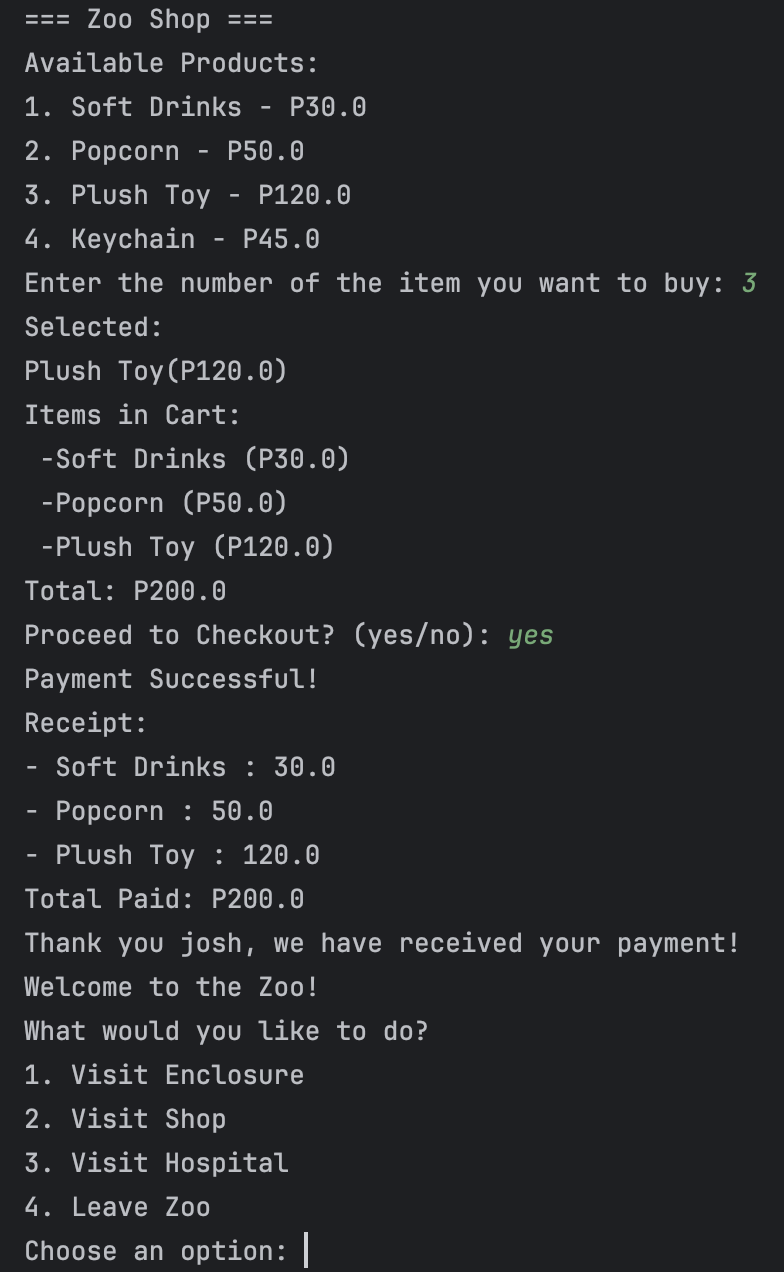 === Zoo Shop ===
Available Products:
1. Soft Drinks - P30.0
2. Popcorn - P50.0
3. Plush Toy - P120.0
4. Keychain - P45.0
Enter the number of the item you want to buy: 3
Selected:
Plush Toy(P120.0)
Items in Cart:
 -Soft Drinks (P30.0)
 -Popcorn (P50.0)
 -Plush Toy (P120.0)
Total: P200.0
Proceed to Checkout? (yes/no): yes
Payment Successful!
Receipt:
- Soft Drinks : 30.0
- Popcorn : 50.0
- Plush Toy : 120.0
Total Paid: P200.0
Thank you josh, we have received your payment!
Welcome to the Zoo!
What would you like to do?
1. Visit Enclosure
2. Visit Shop
3. Visit Hospital
4. Leave Zoo
Choose an option: